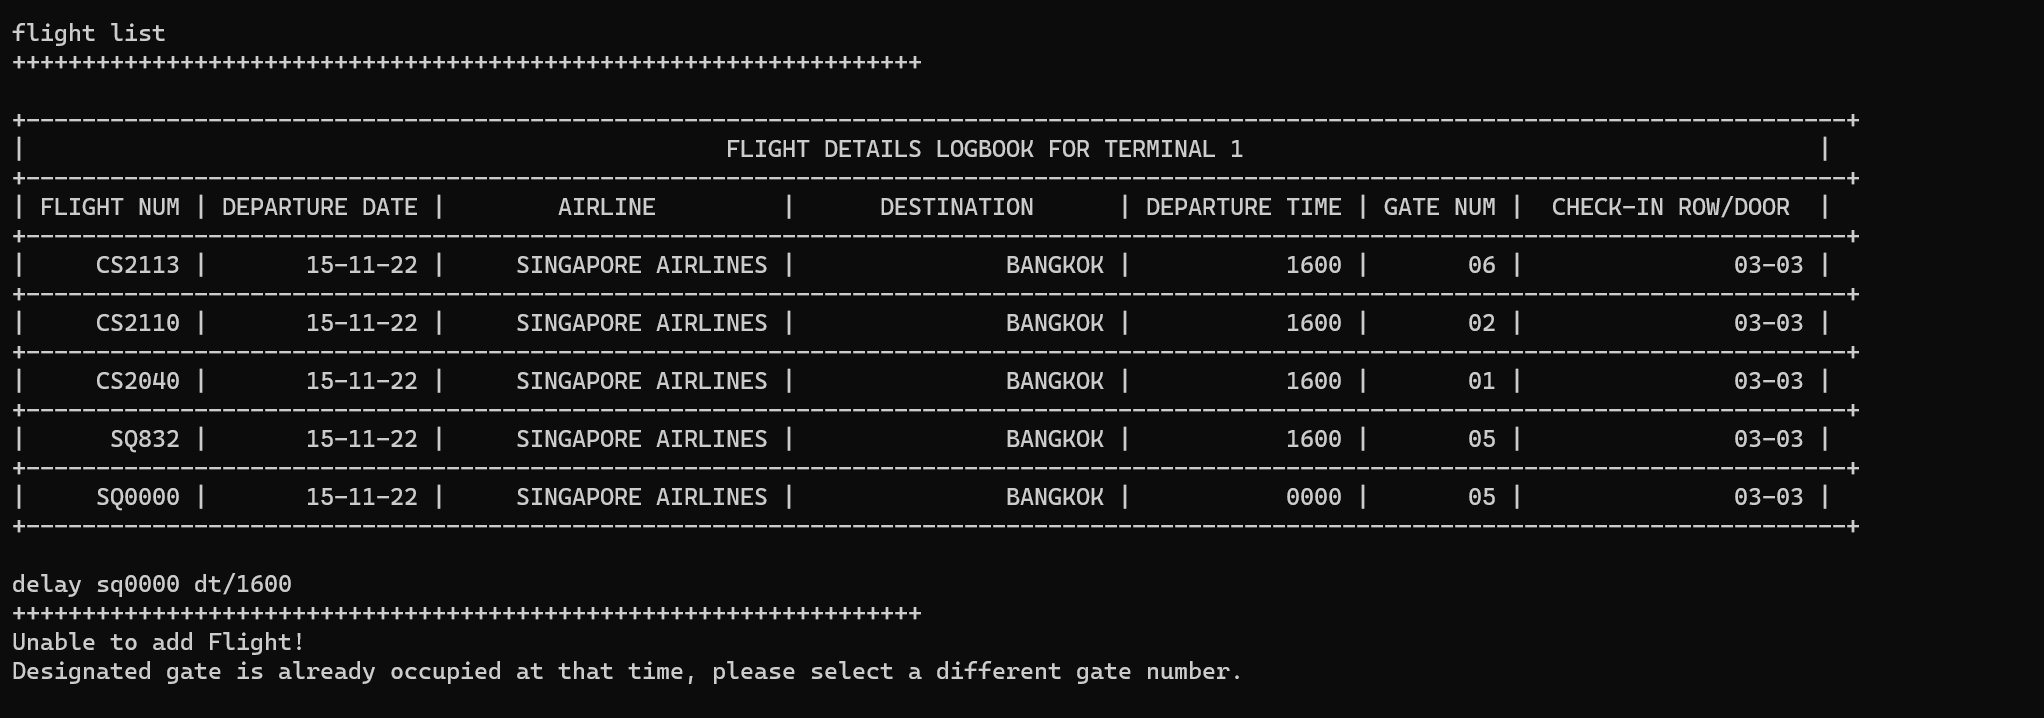 flight list
+++++++++++++++++++++++++++++++++++++++++++++++++++++++++++++++++
+----------------------------------------------------------------------------------------------------------------------------------+
|                                                  FLIGHT DETAILS LOGBOOK FOR TERMINAL 1                                         |
+----------------------------------------------------------------------------------------------------------------------------------+
| FLIGHT NUM | DEPARTURE DATE |        AIRLINE         |      DESTINATION      | DEPARTURE TIME | GATE NUM |  CHECK-IN ROW/DOOR  |
+----------------------------------------------------------------------------------------------------------------------------------+
|     CS2113 |       15-11-22 |     SINGAPORE AIRLINES |               BANGKOK |           1600 |       06 |               03-03 |
+----------------------------------------------------------------------------------------------------------------------------------+
|     CS2110 |       15-11-22 |     SINGAPORE AIRLINES |               BANGKOK |           1600 |       02 |               03-03 |
+----------------------------------------------------------------------------------------------------------------------------------+
|     CS2040 |       15-11-22 |     SINGAPORE AIRLINES |               BANGKOK |           1600 |       01 |               03-03 |
+----------------------------------------------------------------------------------------------------------------------------------+
|      SQ832 |       15-11-22 |     SINGAPORE AIRLINES |               BANGKOK |           1600 |       05 |               03-03 |
+----------------------------------------------------------------------------------------------------------------------------------+
|     SQ0000 |       15-11-22 |     SINGAPORE AIRLINES |               BANGKOK |           0000 |       05 |               03-03 |
+----------------------------------------------------------------------------------------------------------------------------------+
delay sq0000 dt/1600
+++++++++++++++++++++++++++++++++++++++++++++++++++++++++++++++++
Unable to add Flight!
Designated gate is already occupied at that time, please select a different gate number.